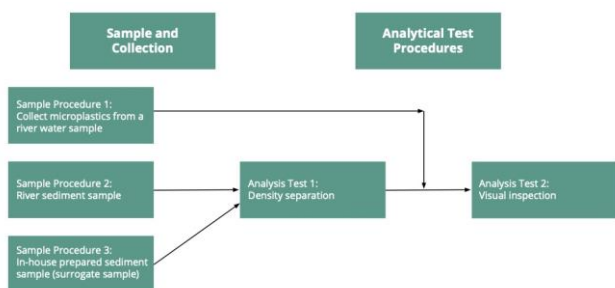 Sample and
Collection
Analytical Test
Procedures
Sample Procedure 1:
Collect microplastics from a
river water sample
Sample Procedure 2:
River sediment sample
Analysis Test 1:
Density separation
Analysis Test 2:
Visual inspection
Sample Procedure 3:
In-house prepared sediment
sample (surrogate sample)